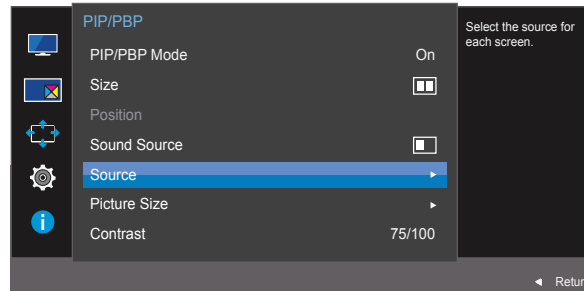 PIP/PBP
PIP/PBP Mode On
Size
Position
Sound Source
Source
Picture Size
Contrast 75/100
Select the source for
each screen.
Retur